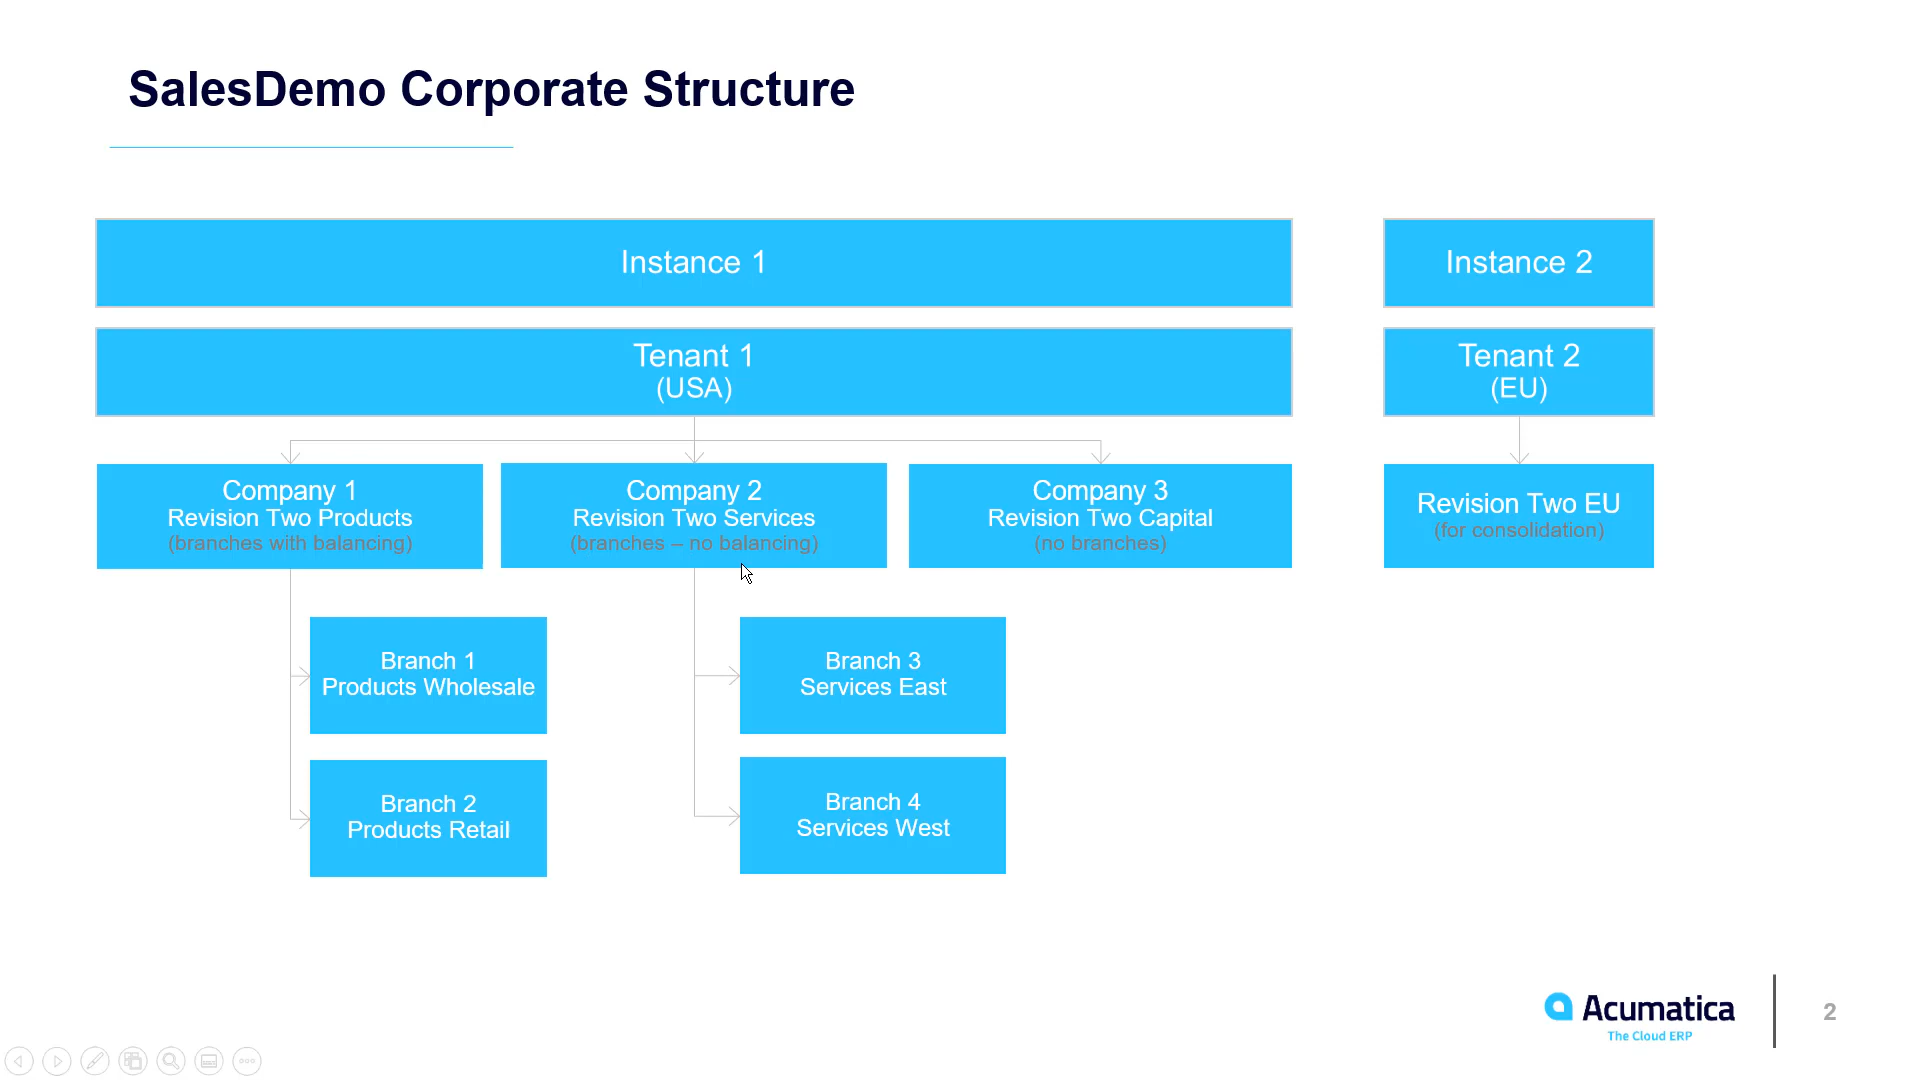 SalesDemo Corporate Structure
Instance 1
Instance 2
Tenant 1
(USA)
Tenant 2
(EU)
Company 1
Revision Two Products
(branches with balancing)
Company 2
Revision Two Services
(branches – no balancing)
Company 3
Revision Two Capital
(no branches)
Revision Two EU
(for consolidation)
Branch 1
Products Wholesale
Branch 3
Services East
Branch 2
Products Retail
Branch 4
Services West
Acumatica
The Cloud ERP
2